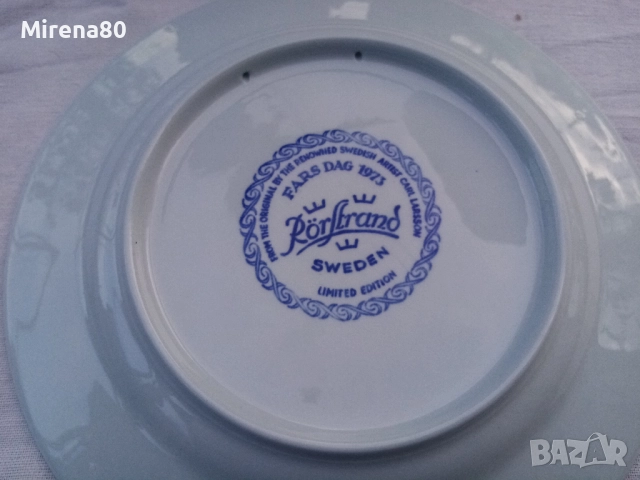 Mirena80
FROM THE ORIGINAL BY THE RENOWNED SWEDISH ARTIST CARL LARSSON
FARS DAG 1973
Rörstrand
SWEDEN
LIMITED EDITION
BAZAR